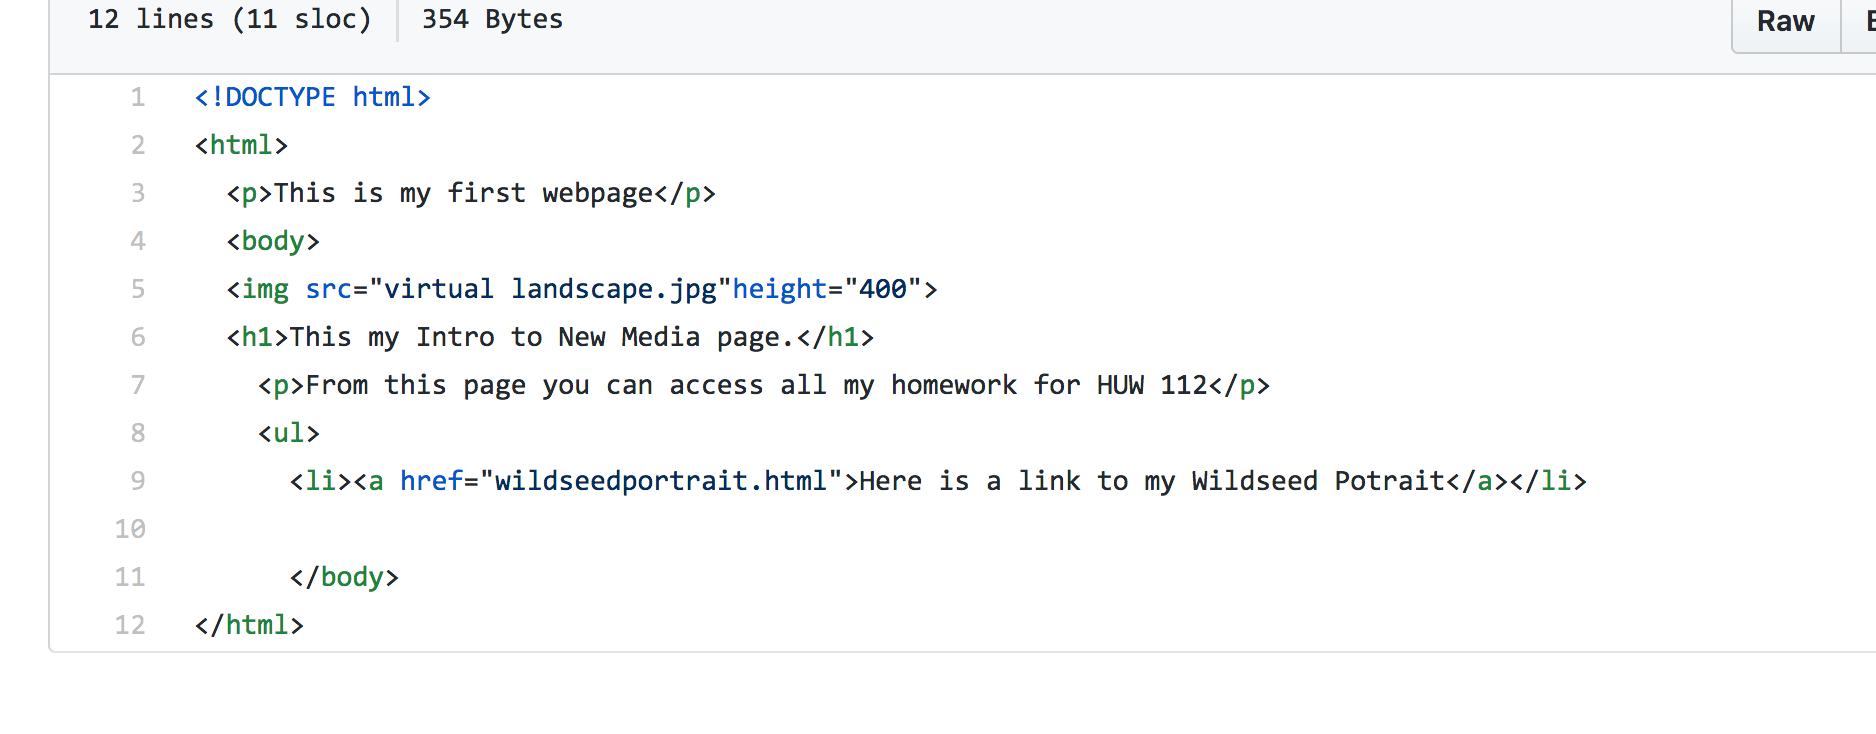 12 lines (11 sloc) 354 Bytes Raw
1 <!DOCTYPE html>
2 <html>
3   <p>This is my first webpage</p>
4   <body>
5   <img src="virtual landscape.jpg"height="400">
6   <h1>This my Intro to New Media page.</h1>
7     <p>From this page you can access all my homework for HUW 112</p>
8     <ul>
9       <li><a href="wildseedportrait.html">Here is a link to my Wildseed Potrait</a></li>
10
11       </body>
12 </html>